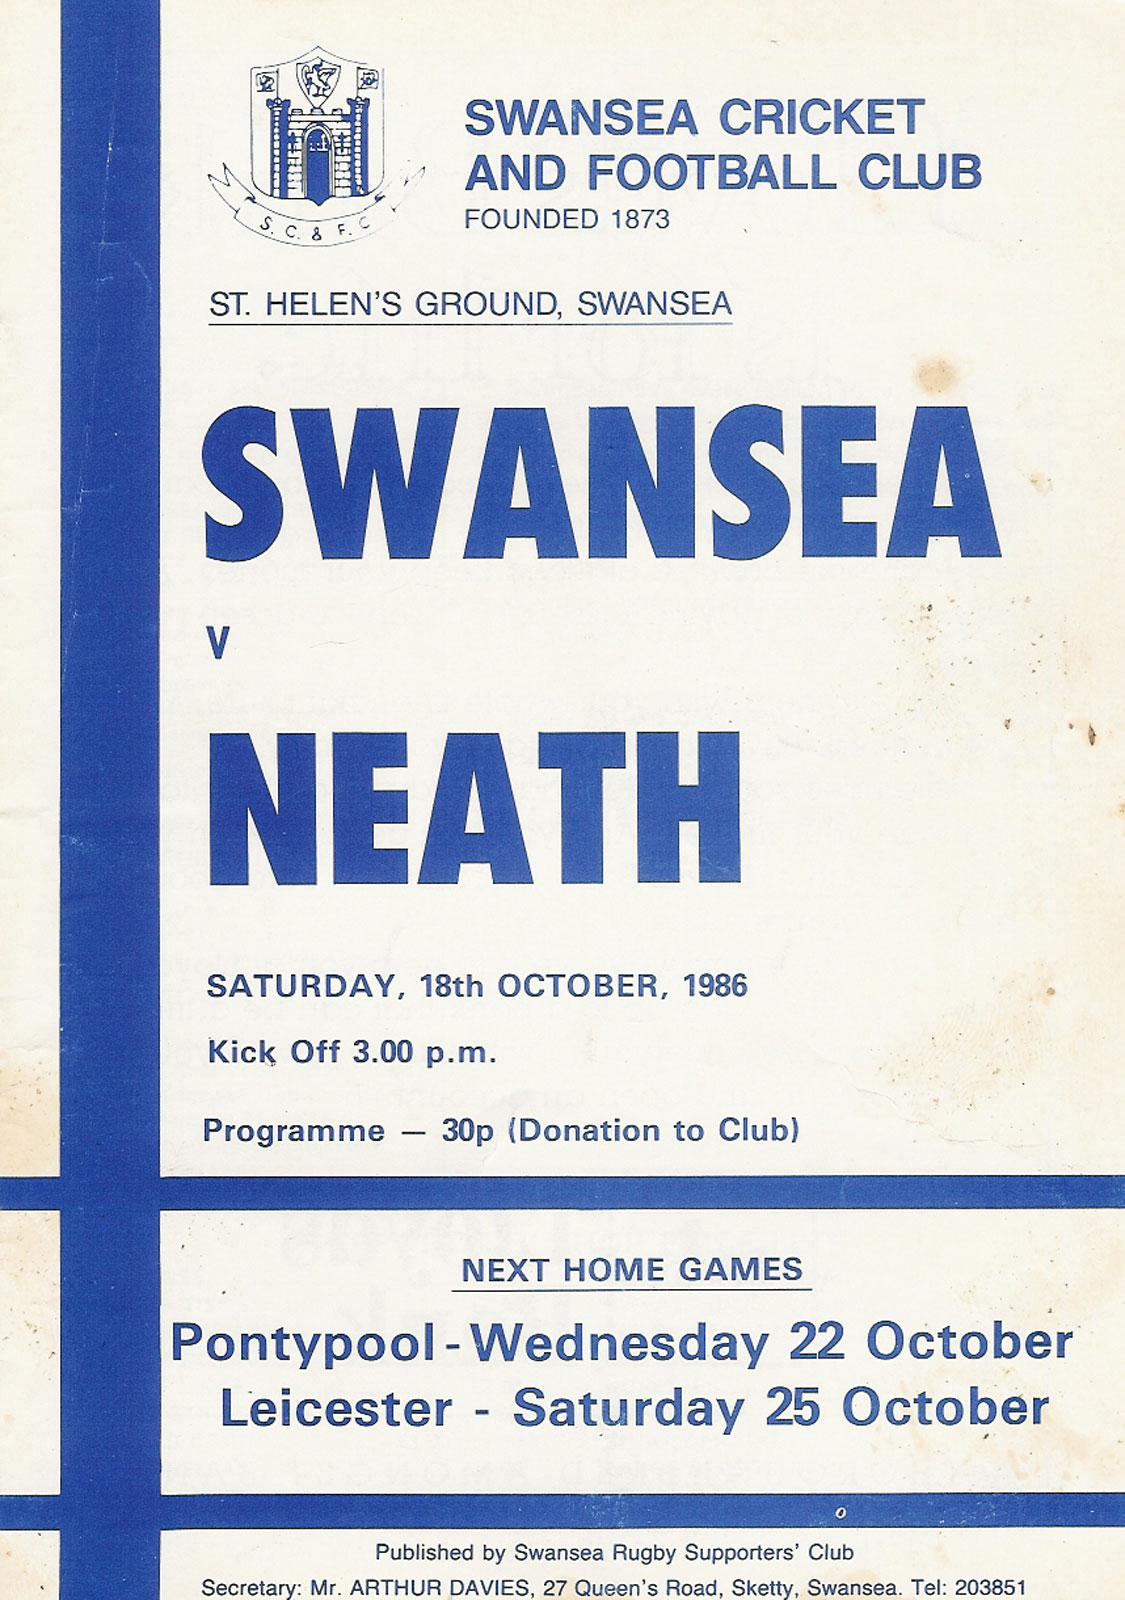 SWANSEA CRICKET
AND FOOTBALL CLUB
FOUNDED 1873
S. C. & F. C
ST. HELEN'S GROUND, SWANSEA
SWANSEA
V
NEATH
SATURDAY, 18th OCTOBER, 1986
Kick Off 3.00 p.m.
Programme — 30p (Donation to Club)
NEXT HOME GAMES
Pontypool - Wednesday 22 October
Leicester - Saturday 25 October
Published by Swansea Rugby Supporters' Club
Secretary: Mr. ARTHUR DAVIES, 27 Queen's Road, Sketty, Swansea. Tel: 203851